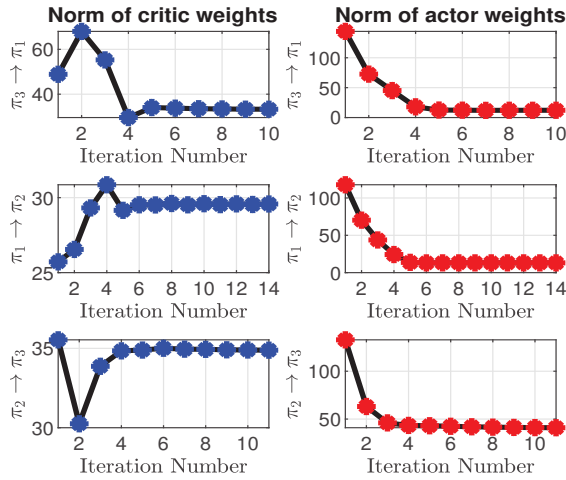 Norm of critic weights
Norm of actor weights
π3 → π1
60
40
2 4 6 8 10
Iteration Number
π3 → π1
100
50
0
2 4 6 8 10
Iteration Number
π1 → π2
30
25
2 4 6 8 10 12 14
Iteration Number
π1 → π2
100
50
0
2 4 6 8 10 12 14
Iteration Number
π2 → π3
35
30
2 4 6 8 10
Iteration Number
π2 → π3
100
50
2 4 6 8 10
Iteration Number